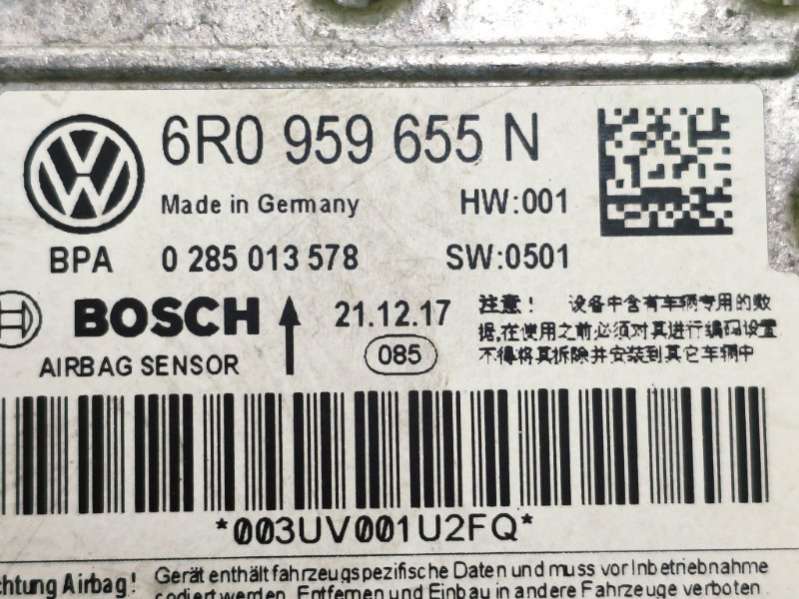 6R0 959 655 N
Made in Germany HW:001
BPA 0 285 013 578 SW:0501
BOSCH 21.12.17
AIRBAG SENSOR 085
注意! 设备中含有车辆专用的数
据,在使用之前必须对其进行编码设置
不得将其拆除并安装到其它车辆中
*003UV001U2FQ*
chtung Airbag! Gerät enthält fahrzeugspezifische Daten und muss vor Inbetriebnahme
codiert werden. Entfernen und Einbau in andere Fahrzeuge verboten